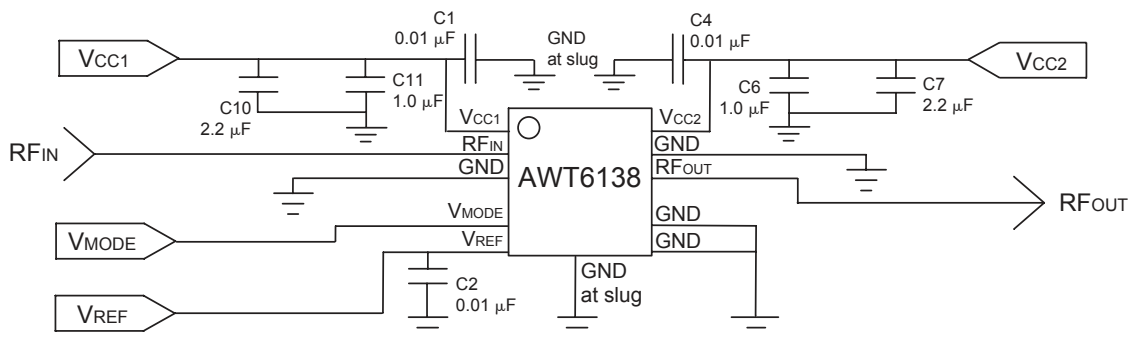 C1
0.01 µF
GND
at slug
C4
0.01 µF
VCC1
VCC2
C10
2.2 µF
C11
1.0 µF
C6
1.0 µF
C7
2.2 µF
VCC1
VCC2
RFIN
RFIN
GND
GND
RFOUT
AWT6138
RFOUT
VMODE
VMODE
GND
VREF
GND
C2
0.01 µF
GND
at slug
VREF